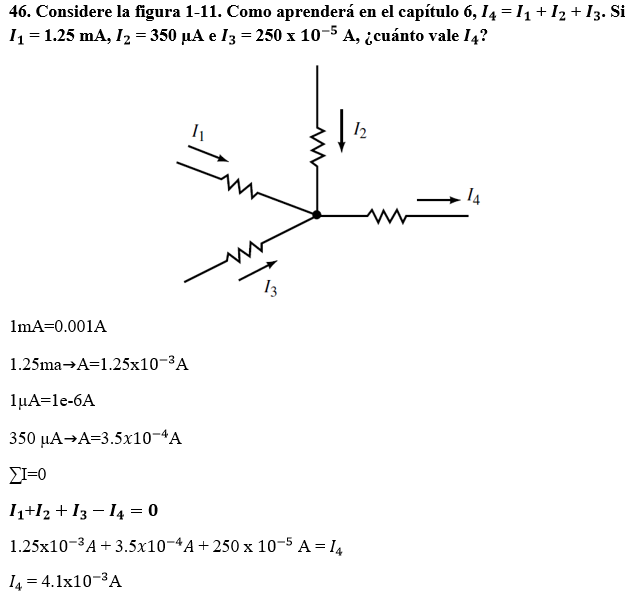 46. Considere la figura 1-11. Como aprenderá en el capítulo 6, I₄ = I₁ + I₂ + I₃. Si
I₁ = 1.25 mA, I₂ = 350 µA e I₃ = 250 x 10⁻⁵ A, ¿cuánto vale I₄?
I₁
I₂
I₄
I₃
1mA=0.001A
1.25ma→A=1.25x10⁻³A
1µA=1e-6A
350 µA→A=3.5x10⁻⁴A
∑I=0
I₁+I₂ + I₃ − I₄ = 0
1.25x10⁻³A + 3.5x10⁻⁴A + 250 x 10⁻⁵ A = I₄
I₄ = 4.1x10⁻³A